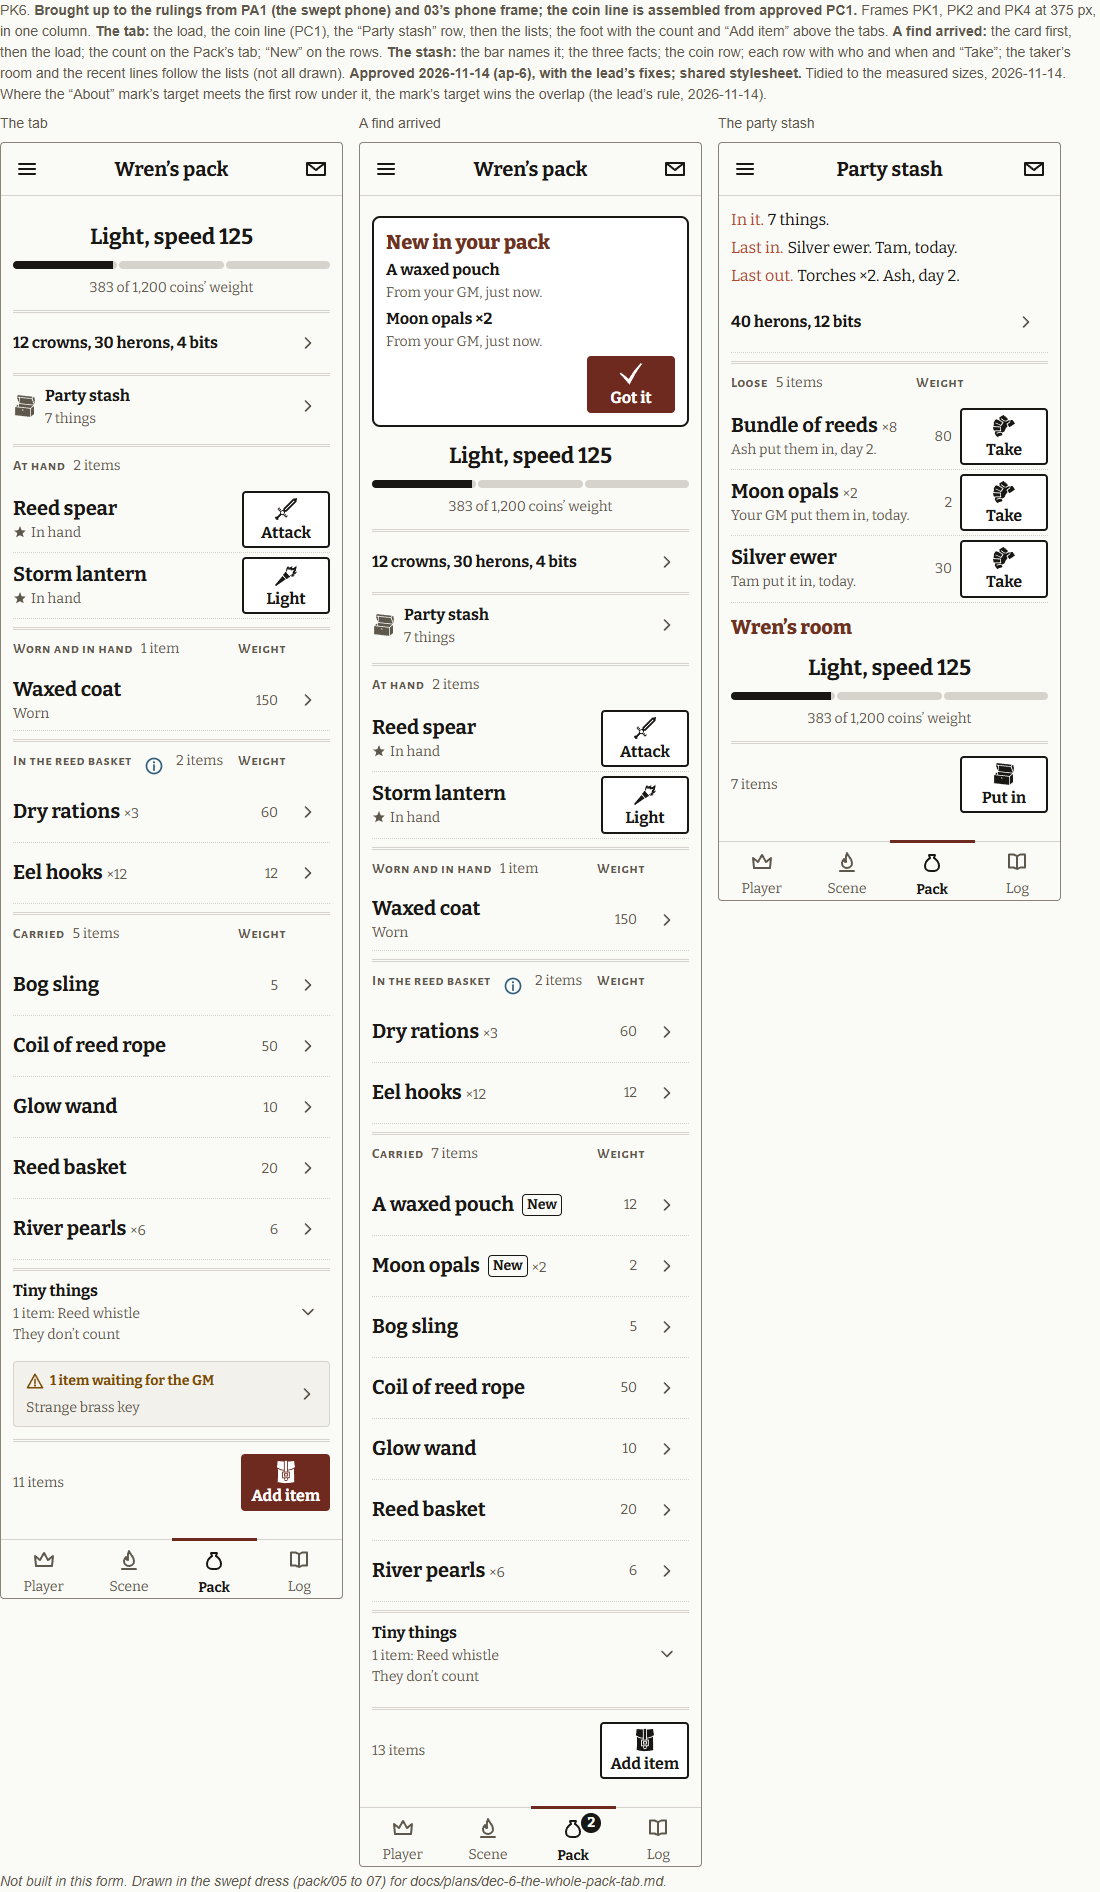 PK6. Brought up to the rulings from PA1 (the swept phone) and 03’s phone frame; the coin line is assembled from approved PC1. Frames PK1, PK2 and PK4 at 375 px,
in one column. The tab: the load, the coin line (PC1), the “Party stash” row, then the lists; the foot with the count and “Add item” above the tabs. A find arrived: the card first,
then the load; the count on the Pack’s tab; “New” on the rows. The stash: the bar names it; the three facts; the coin row; each row with who and when and “Take”; the taker’s
room and the recent lines follow the lists (not all drawn). Approved 2026-11-14 (ap-6), with the lead’s fixes; shared stylesheet. Tidied to the measured sizes, 2026-11-14.
Where the “About” mark’s target meets the first row under it, the mark’s target wins the overlap (the lead’s rule, 2026-11-14).
The tab
Wren’s pack
Light, speed 125
383 of 1,200 coins’ weight
12 crowns, 30 herons, 4 bits
Party stash
7 things
At hand 2 items
Reed spear
★ In hand
Attack
Storm lantern
★ In hand
Light
Worn and in hand 1 item Weight
Waxed coat
Worn
150
In the reed basket 2 items Weight
Dry rations ×3 60
Eel hooks ×12 12
Carried 5 items Weight
Bog sling 5
Coil of reed rope 50
Glow wand 10
Reed basket 20
River pearls ×6 6
Tiny things
1 item: Reed whistle
They don’t count
1 item waiting for the GM
Strange brass key
11 items
Add item
Player Scene Pack Log
A find arrived
Wren’s pack
New in your pack
A waxed pouch
From your GM, just now.
Moon opals ×2
From your GM, just now.
Got it
Light, speed 125
383 of 1,200 coins’ weight
12 crowns, 30 herons, 4 bits
Party stash
7 things
At hand 2 items
Reed spear
★ In hand
Attack
Storm lantern
★ In hand
Light
Worn and in hand 1 item Weight
Waxed coat
Worn
150
In the reed basket 2 items Weight
Dry rations ×3 60
Eel hooks ×12 12
Carried 7 items Weight
A waxed pouch New 12
Moon opals New ×2 2
Bog sling 5
Coil of reed rope 50
Glow wand 10
Reed basket 20
River pearls ×6 6
Tiny things
1 item: Reed whistle
They don’t count
13 items
Add item
2
Player Scene Pack Log
The party stash
Party stash
In it. 7 things.
Last in. Silver ewer. Tam, today.
Last out. Torches ×2. Ash, day 2.
40 herons, 12 bits
Loose 5 items Weight
Bundle of reeds ×8
Ash put them in, day 2.
80
Take
Moon opals ×2
Your GM put them in, today.
2
Take
Silver ewer
Tam put it in, today.
30
Take
Wren’s room
Light, speed 125
383 of 1,200 coins’ weight
7 items
Put in
Player Scene Pack Log
Not built in this form. Drawn in the swept dress (pack/05 to 07) for docs/plans/dec-6-the-whole-pack-tab.md.